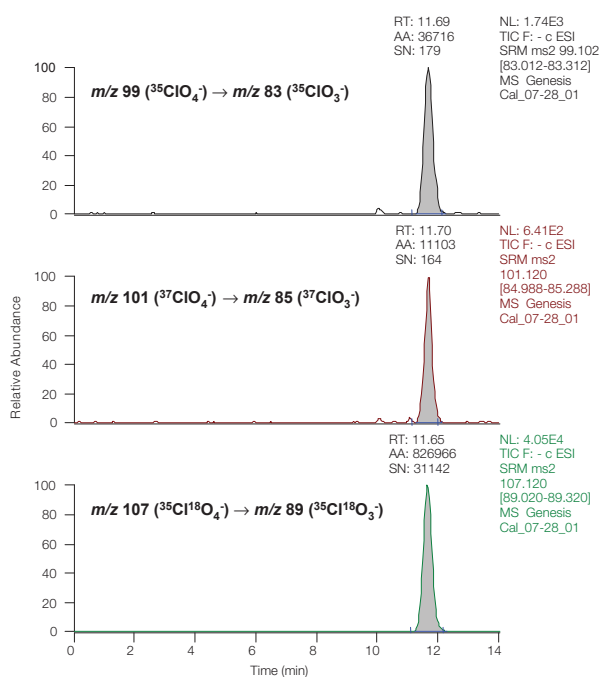 RT: 11.69
AA: 36716
SN: 179
NL: 1.74E3
TIC F: - c ESI
SRM ms2 99.102
[83.012-83.312]
MS Genesis
Cal_07-28_01
m/z 99 (³⁵ClO₄⁻) → m/z 83 (³⁵ClO₃⁻)
100
80
60
40
20
0
RT: 11.70
AA: 11103
SN: 164
NL: 6.41E2
TIC F: - c ESI
SRM ms2
101.120
[84.988-85.288]
MS Genesis
Cal_07-28_01
m/z 101 (³⁷ClO₄⁻) → m/z 85 (³⁷ClO₃⁻)
100
80
60
40
20
0
Relative Abundance
RT: 11.65
AA: 826966
SN: 31142
NL: 4.05E4
TIC F: - c ESI
SRM ms2
107.120
[89.020-89.320]
MS Genesis
Cal_07-28_01
m/z 107 (³⁵Cl¹⁸O₄⁻) → m/z 89 (³⁵Cl¹⁸O₃⁻)
100
80
60
40
20
0
0 2 4 6 8 10 12 14
Time (min)